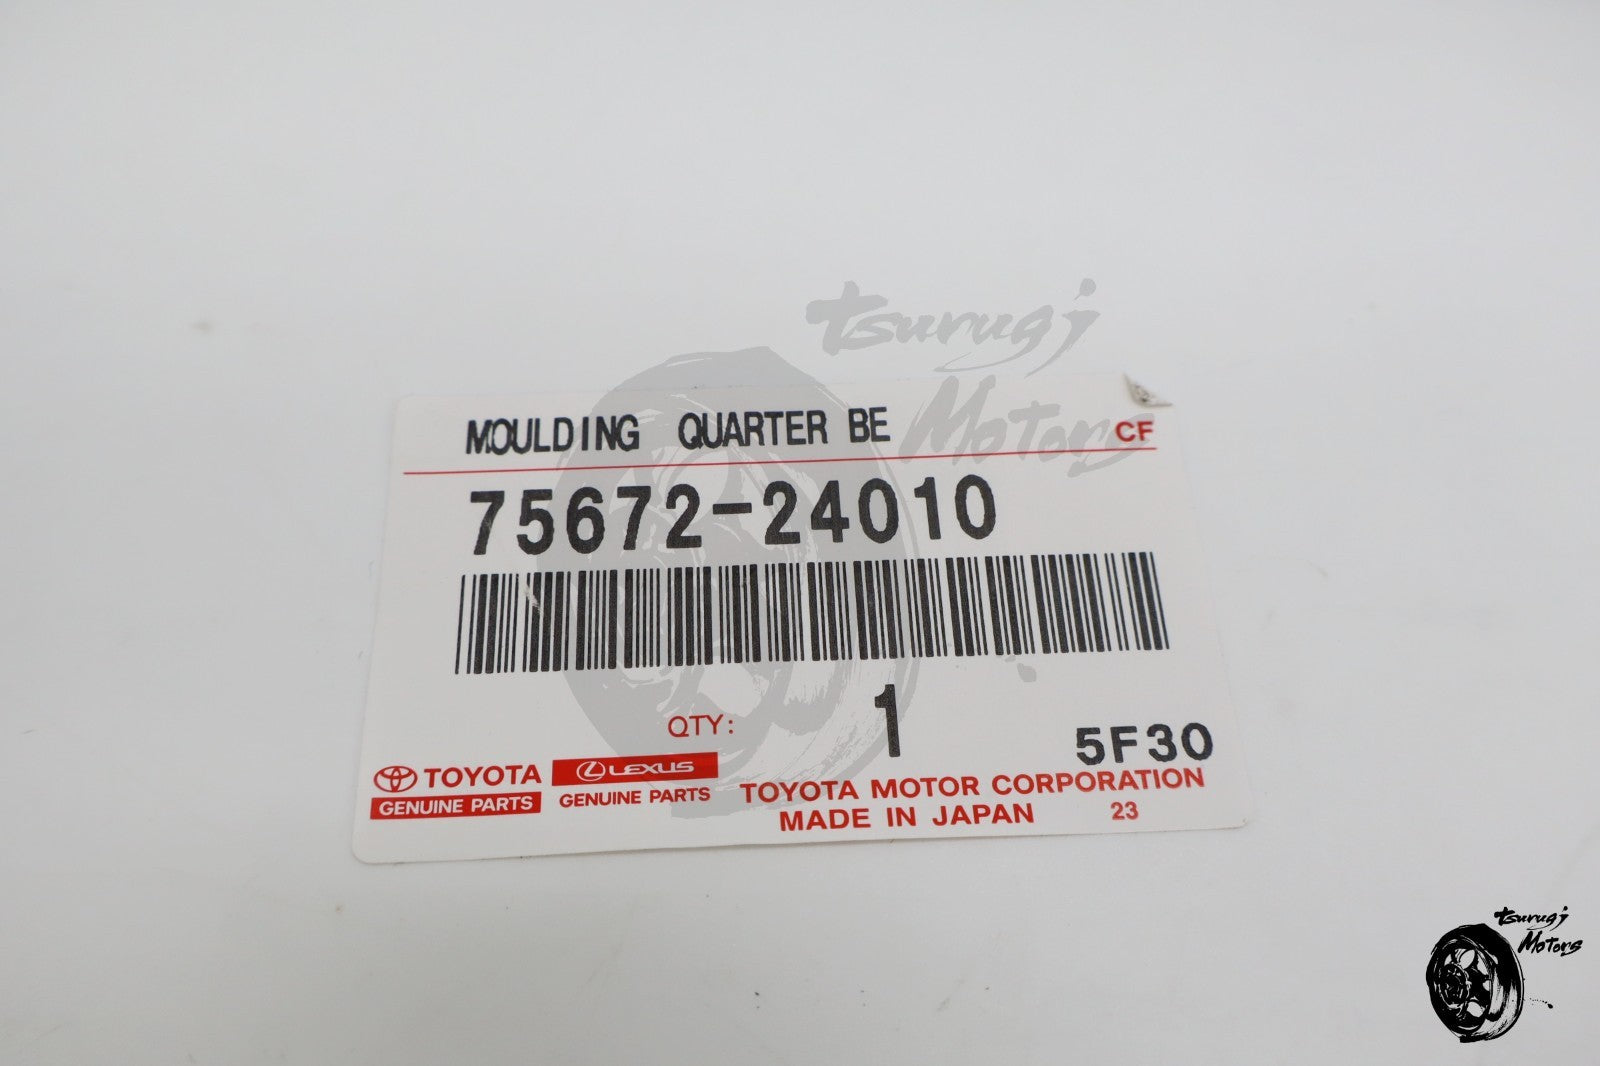 MOULDING QUARTER BE
CF
75672-24010
QTY: 1
5F30
TOYOTA
GENUINE PARTS
LEXUS
GENUINE PARTS
TOYOTA MOTOR CORPORATION
MADE IN JAPAN 23
tsurugi
Motors
tsurugi
Motors